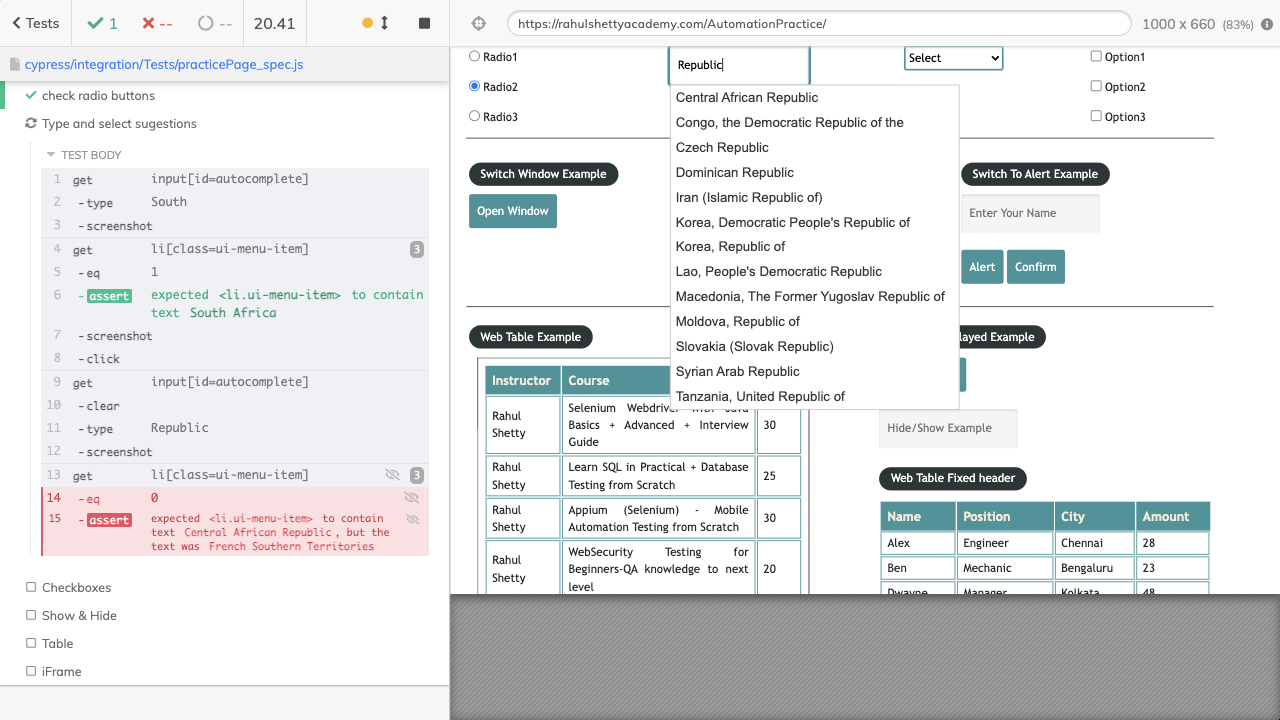 Tests
1
--
--
20.41
https://rahulshettyacademy.com/AutomationPractice/
1000 x 660 (83%)
cypress/integration/Tests/practicePage_spec.js
check radio buttons
Type and select sugestions
TEST BODY
1 get input[id=autocomplete]
2 -type South
3 -screenshot
4 get li[class=ui-menu-item] 3
5 -eq 1
6 -assert expected <li.ui-menu-item> to contain
text South Africa
7 -screenshot
8 -click
9 get input[id=autocomplete]
10 -clear
11 -type Republic
12 -screenshot
13 get li[class=ui-menu-item] 3
14 -eq 0
15 -assert expected <li.ui-menu-item> to contain
text Central African Republic, but the
text was French Southern Territories
Checkboxes
Show & Hide
Table
iFrame
Radio1
Radio2
Radio3
Republic
Select
Option1
Option2
Option3
Central African Republic
Congo, the Democratic Republic of the
Czech Republic
Dominican Republic
Iran (Islamic Republic of)
Korea, Democratic People's Republic of
Korea, Republic of
Lao, People's Democratic Republic
Macedonia, The Former Yugoslav Republic of
Moldova, Republic of
Slovakia (Slovak Republic)
Syrian Arab Republic
Tanzania, United Republic of
Switch Window Example
Open Window
Switch To Alert Example
Enter Your Name
Alert
Confirm
Web Table Example
layed Example
Instructor Course
Rahul Shetty
Selenium Webdriver with Java
Basics + Advanced + Interview
Guide
30
Rahul Shetty
Learn SQL in Practical + Database
Testing from Scratch
25
Rahul Shetty
Appium (Selenium) - Mobile
Automation Testing from Scratch
30
Rahul Shetty
WebSecurity Testing for
Beginners-QA knowledge to next
level
20
Hide/Show Example
Web Table Fixed header
Name Position City Amount
Alex Engineer Chennai 28
Ben Mechanic Bengaluru 23
Dwayne Manager Kolkata 48